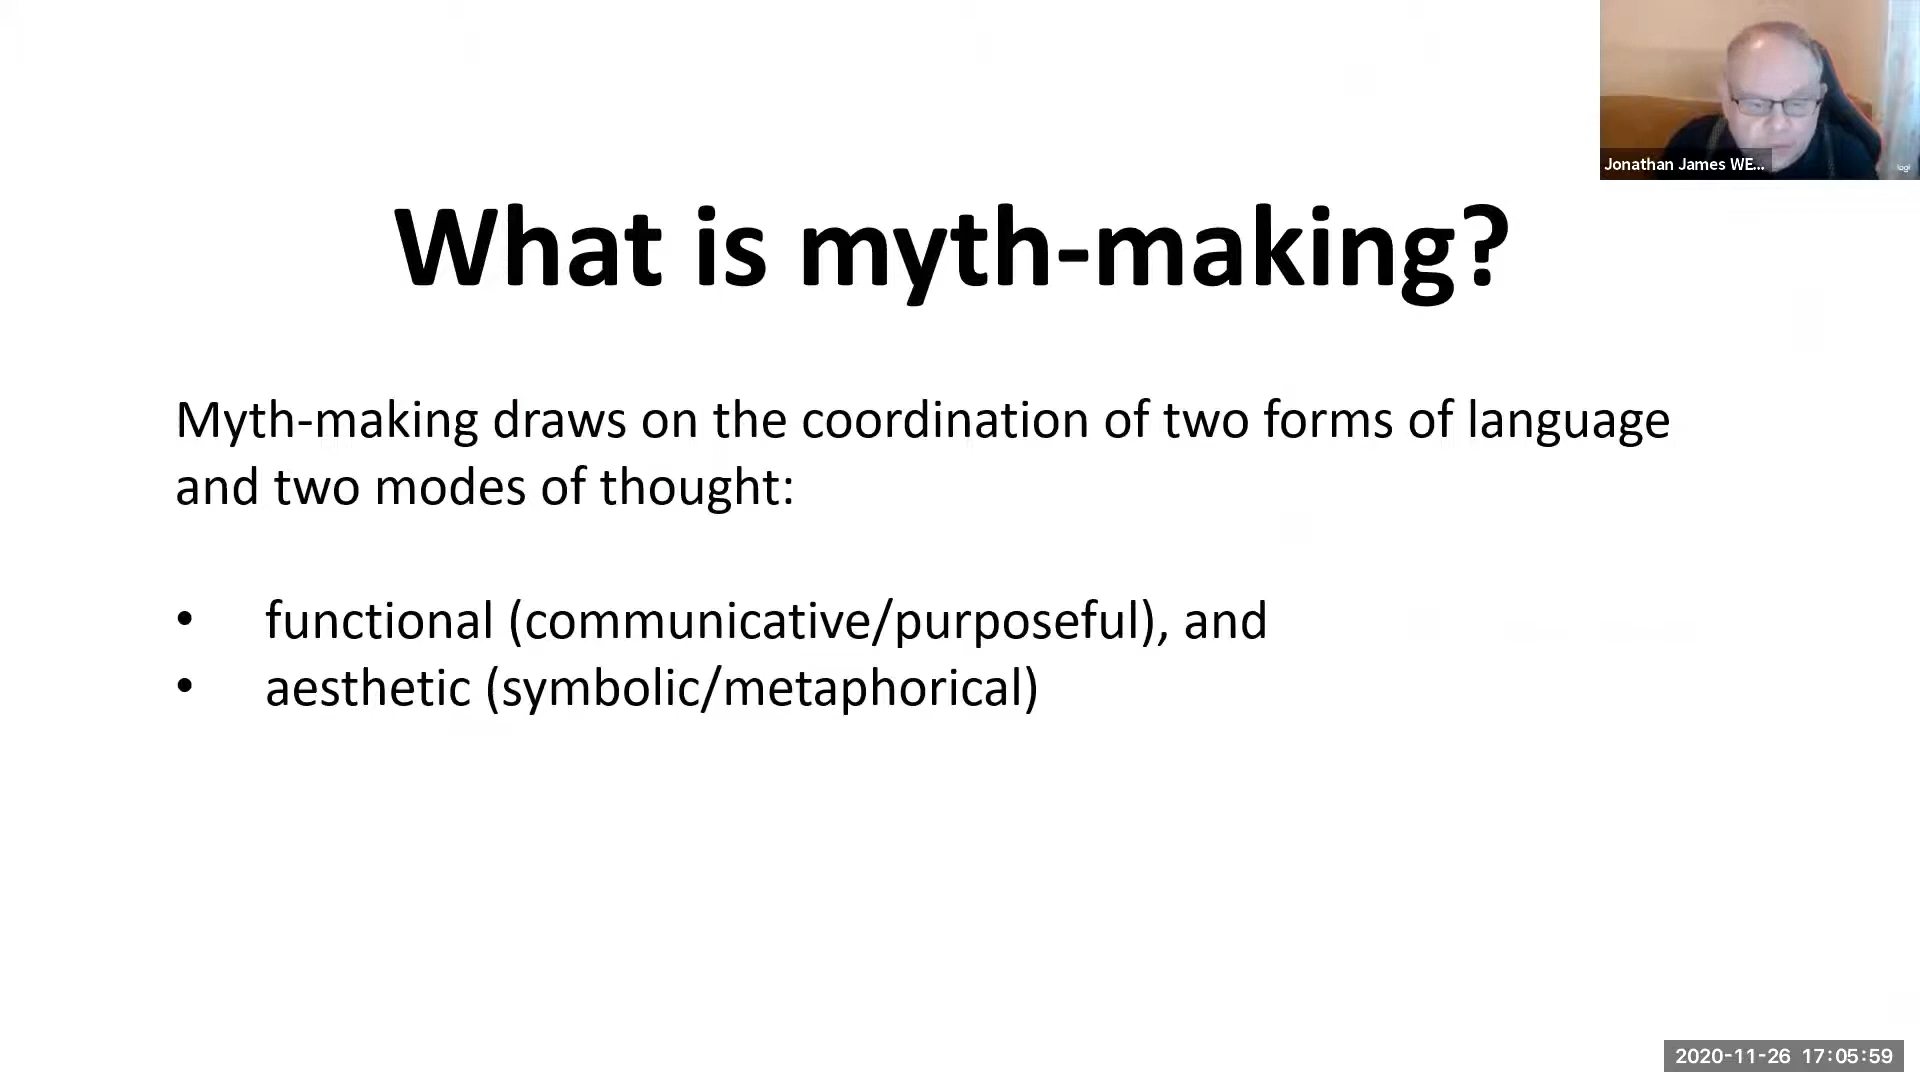 Jonathan James WE...
logi
What is myth-making?
Myth-making draws on the coordination of two forms of language
and two modes of thought:
• functional (communicative/purposeful), and
• aesthetic (symbolic/metaphorical)
2020-11-26 17:05:59